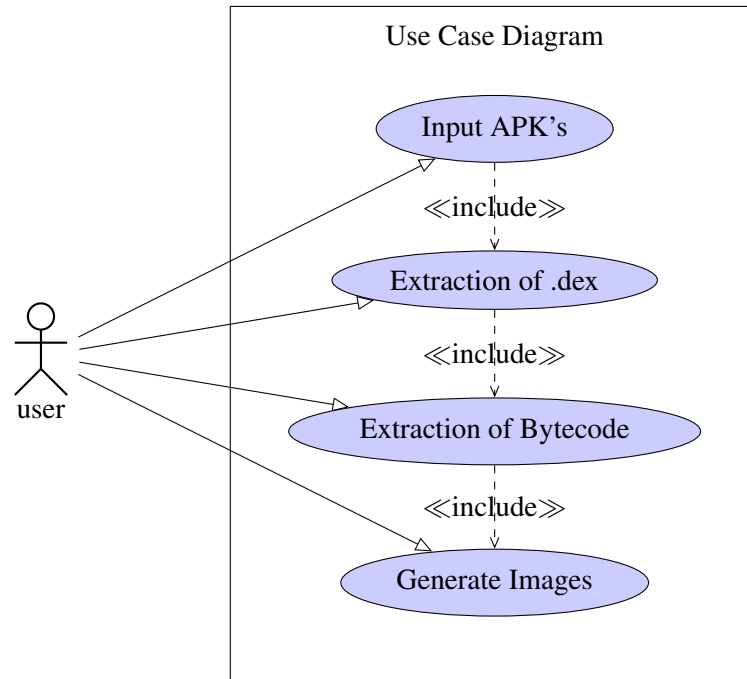 Use Case Diagram
Input APK's
≪include≫
Extraction of .dex
≪include≫
user
Extraction of Bytecode
≪include≫
Generate Images